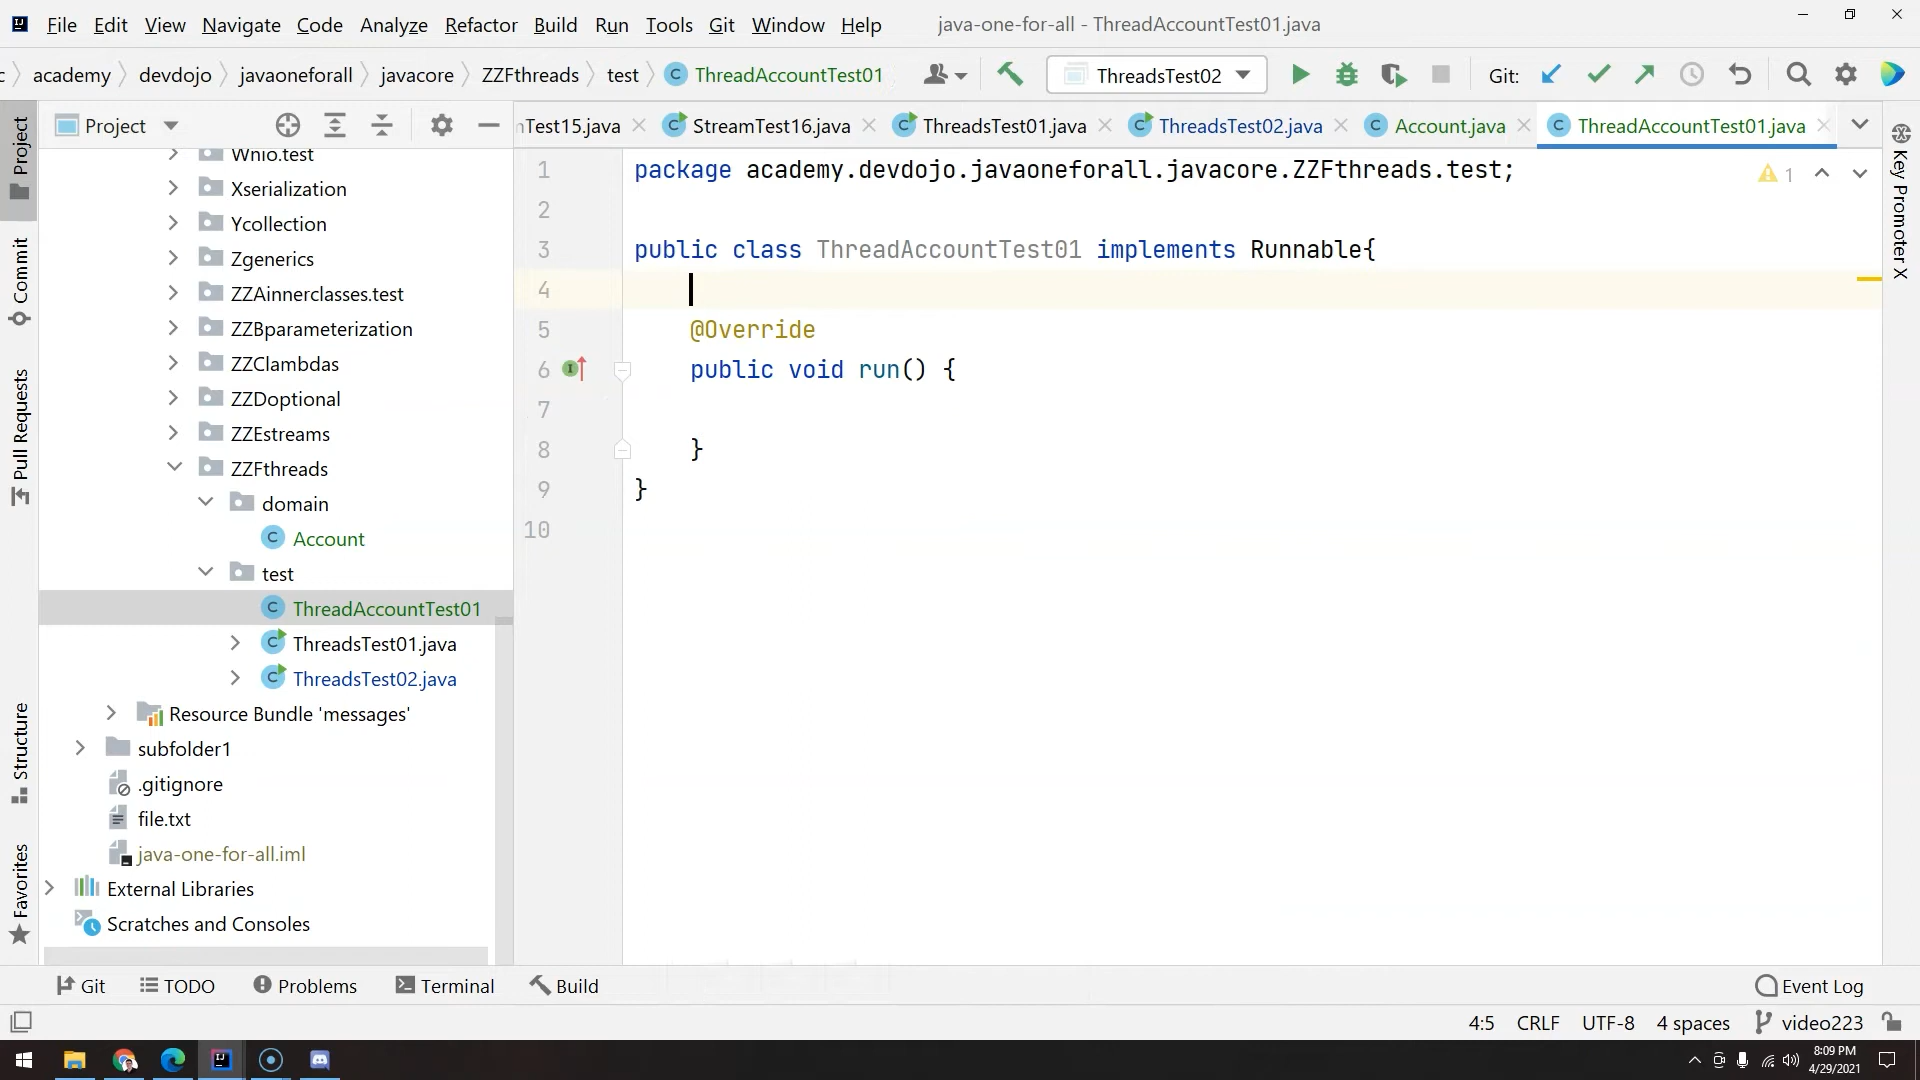 File Edit View Navigate Code Analyze Refactor Build Run Tools Git Window Help java-one-for-all - ThreadAccountTest01.java
academy devdojo javaoneforall javacore ZZFthreads test ThreadAccountTest01 ThreadsTest02 Git:
Project
Test15.java StreamTest16.java ThreadsTest01.java ThreadsTest02.java Account.java ThreadAccountTest01.java
Project
Commit
Pull Requests
Structure
Favorites
Wnio.test
Xserialization
Ycollection
Zgenerics
ZZAinnerclasses.test
ZZBparameterization
ZZClambdas
ZZDoptional
ZZEstreams
ZZFthreads
domain
Account
test
ThreadAccountTest01
ThreadsTest01.java
ThreadsTest02.java
Resource Bundle 'messages'
subfolder1
.gitignore
file.txt
java-one-for-all.iml
External Libraries
Scratches and Consoles
1 package academy.devdojo.javaoneforall.javacore.ZZFthreads.test;
2
3 public class ThreadAccountTest01 implements Runnable{
4
5 @Override
6 public void run() {
7
8 }
9 }
10
1
Key Promoter X
Git TODO Problems Terminal Build Event Log
4:5 CRLF UTF-8 4 spaces video223
8:09 PM
4/29/2021